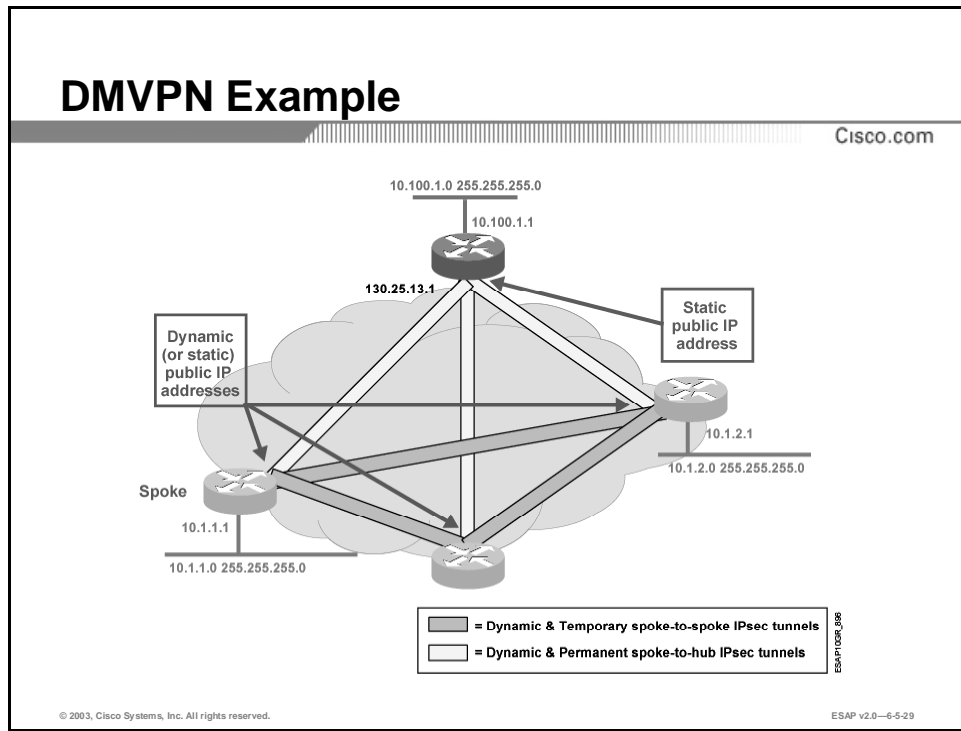 DMVPN Example
Cisco.com
10.100.1.0 255.255.255.0
10.100.1.1
130.25.13.1
Static
public IP
address
Dynamic
(or static)
public IP
addresses
10.1.2.1
10.1.2.0 255.255.255.0
Spoke
10.1.1.1
10.1.1.0 255.255.255.0
= Dynamic & Temporary spoke-to-spoke IPsec tunnels
= Dynamic & Permanent spoke-to-hub IPsec tunnels
ESAP10GR_896
© 2003, Cisco Systems, Inc. All rights reserved.
ESAP v2.0—6-5-29